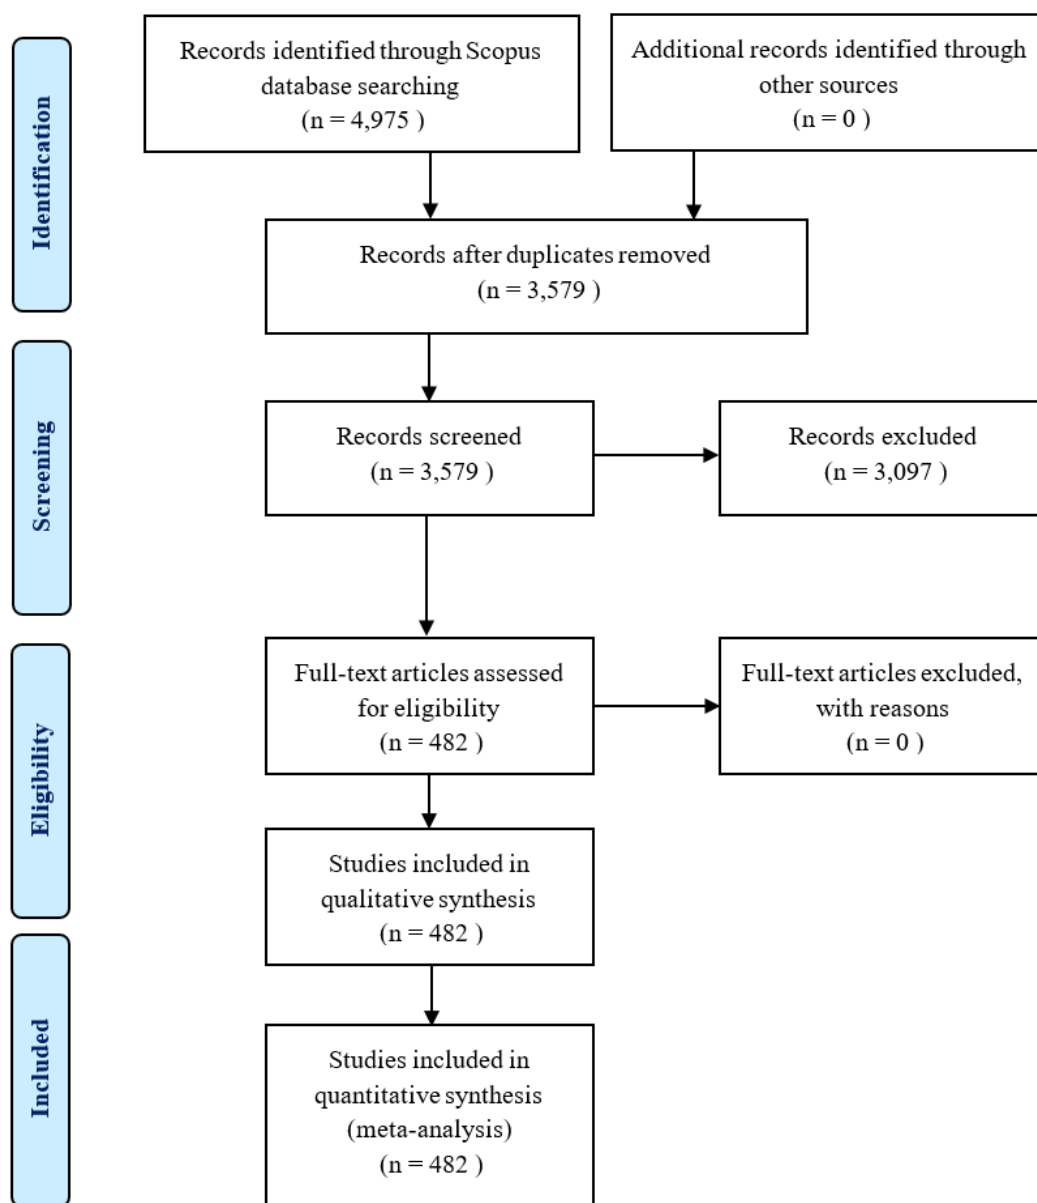 Identification
Records identified through Scopus
database searching
(n = 4,975 )
Additional records identified through
other sources
(n = 0 )
Records after duplicates removed
(n = 3,579 )
Screening
Records screened
(n = 3,579 )
Records excluded
(n = 3,097 )
Eligibility
Full-text articles assessed
for eligibility
(n = 482 )
Full-text articles excluded,
with reasons
(n = 0 )
Studies included in
qualitative synthesis
(n = 482 )
Included
Studies included in
quantitative synthesis
(meta-analysis)
(n = 482 )